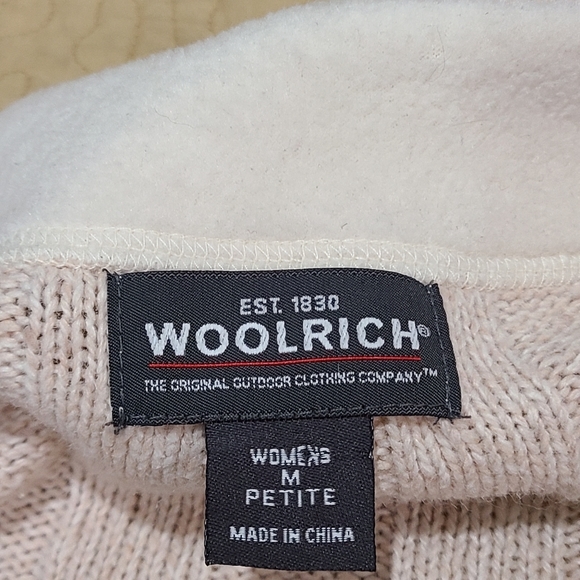 EST. 1830
WOOLRICH®
THE ORIGINAL OUTDOOR CLOTHING COMPANY™
WOMENS
M
PETITE
MADE IN CHINA